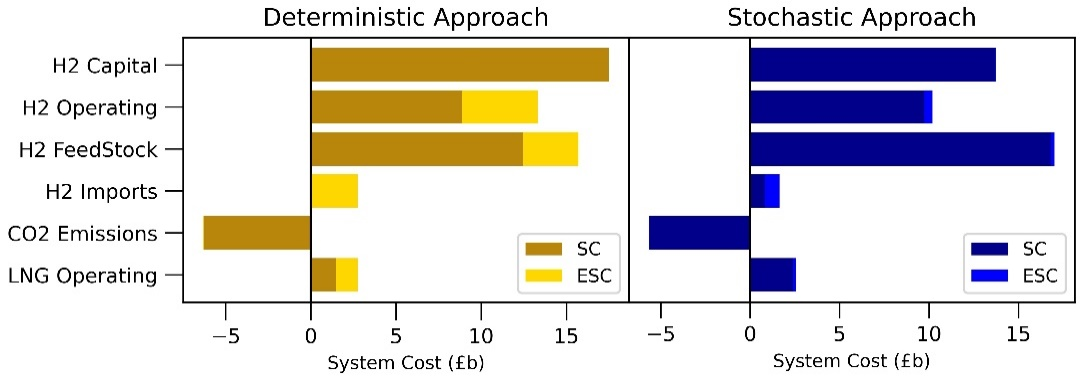 Deterministic Approach
Stochastic Approach
H2 Capital
H2 Operating
H2 FeedStock
H2 Imports
CO2 Emissions
LNG Operating
SC
ESC
SC
ESC
−5 0 5 10 15
−5 0 5 10 15
System Cost (£b)
System Cost (£b)